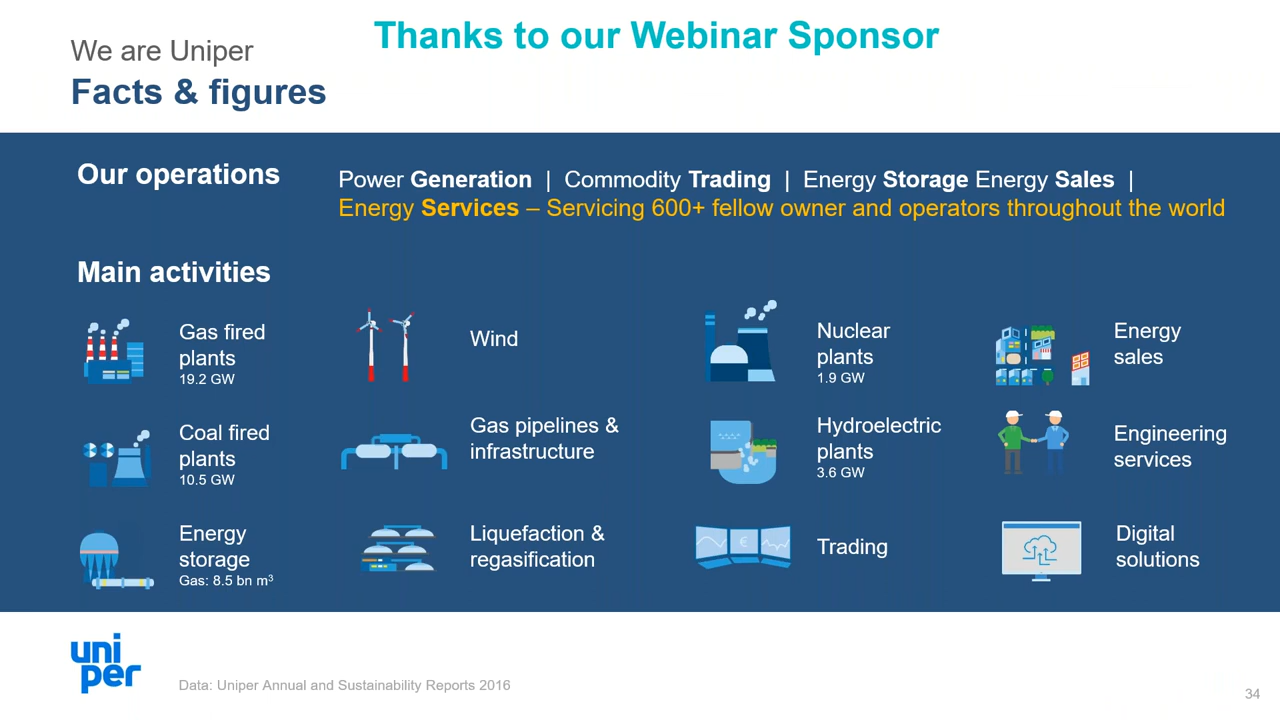 Thanks to our Webinar Sponsor
We are Uniper
Facts & figures
Our operations
Power Generation | Commodity Trading | Energy Storage Energy Sales |
Energy Services – Servicing 600+ fellow owner and operators throughout the world
Main activities
Gas fired
plants
19.2 GW
Wind
Nuclear
plants
1.9 GW
Energy
sales
Coal fired
plants
10.5 GW
Gas pipelines &
infrastructure
Hydroelectric
plants
3.6 GW
Engineering
services
Energy
storage
Gas: 8.5 bn m³
Liquefaction &
regasification
€
Trading
Digital
solutions
uni
per
Data: Uniper Annual and Sustainability Reports 2016
34